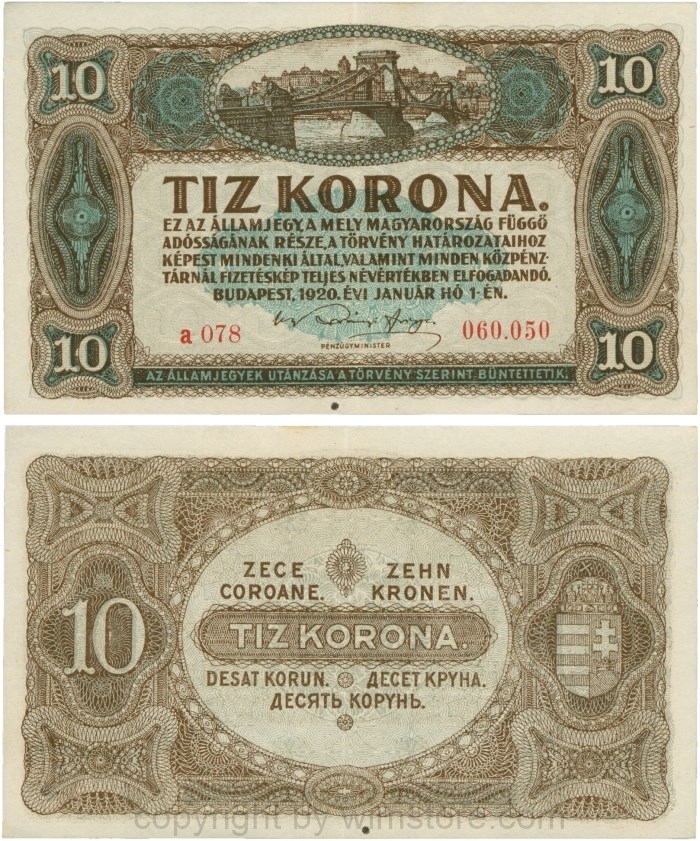 10
10
TIZ KORONA.
EZ AZ ÁLLAMJEGY, A MELY MAGYARORSZÁG FÜGGŐ
ADÓSSÁGÁNAK RÉSZE, A TÖRVÉNY HATÁROZATAIHOZ
KÉPEST MINDENKI ÁLTAL, VALAMINT MINDEN KÖZPÉNZ-
TÁRNÁL FIZETÉSKÉP TELJES NÉVÉRTÉKBEN ELFOGADANDÓ.
BUDAPEST, 1920. ÉVI JANUÁR HÓ 1-ÉN.
a 078
060.050
PÉNZÜGYMINISTER
10
10
AZ ÁLLAMJEGYEK UTÁNZÁSA A TÖRVÉNY SZERINT BÜNTETTETIK.
ZECE ZEHN
COROANE. KRONEN.
10
TIZ KORONA.
DESAT KORUN. ДЕСЕТ КРУНА.
ДЕСЯТЬ КОРУНЬ.
copyright by wimstore.com